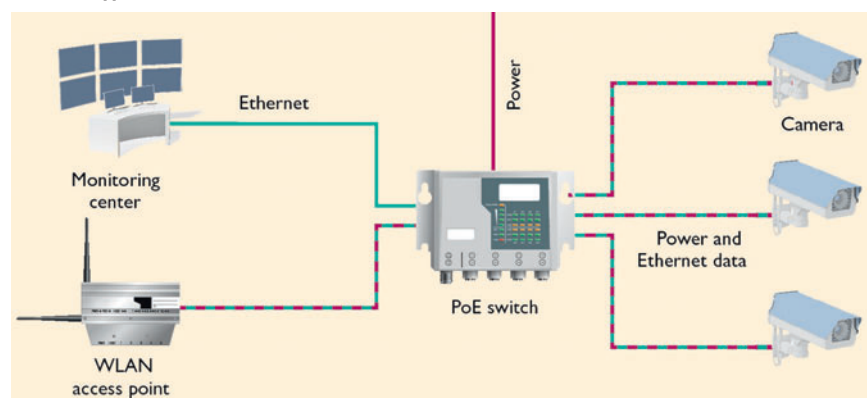 Ethernet
Power
Camera
Monitoring
center
Power and
Ethernet data
PoE switch
WLAN
access point